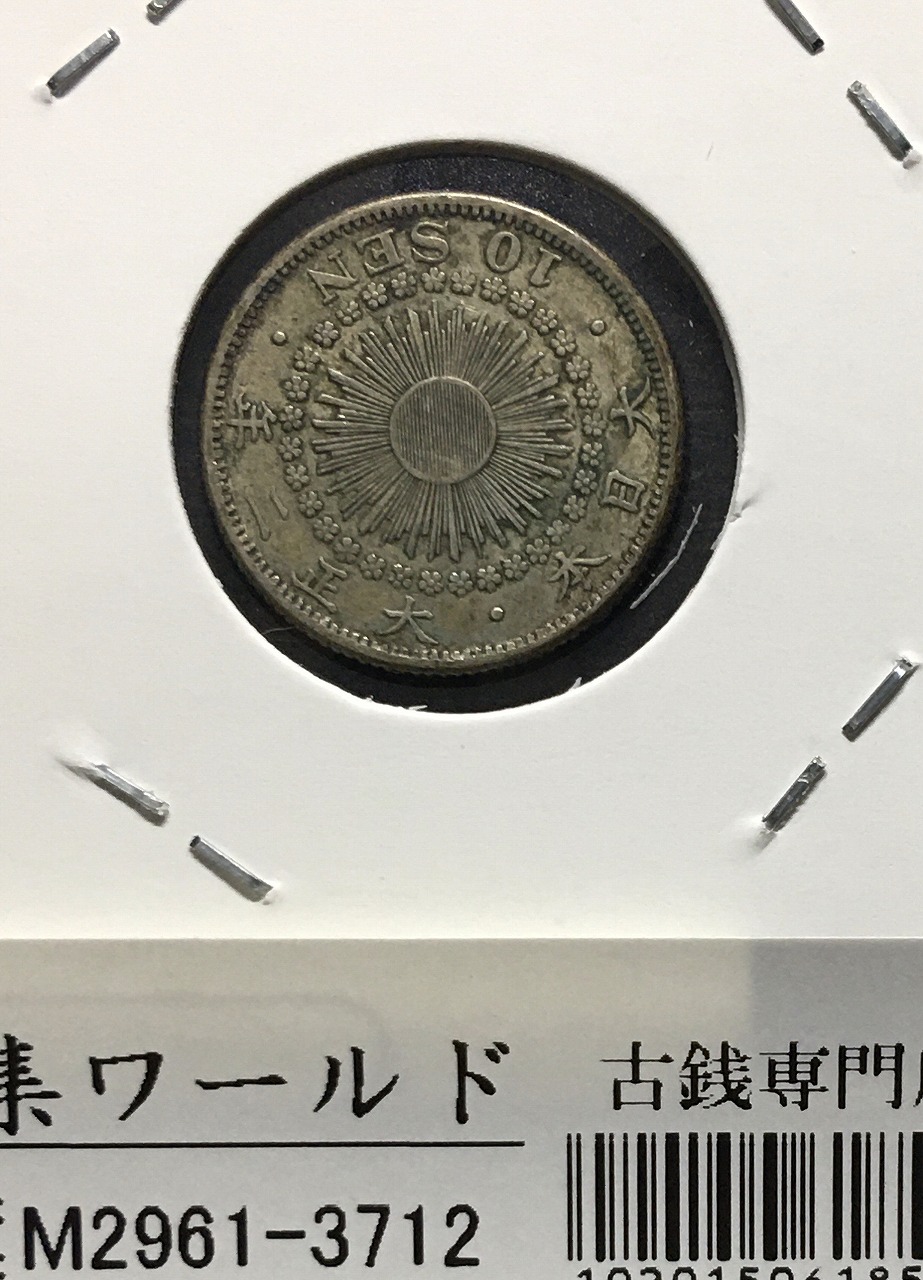 大日本・大正二年・
10 SEN
集ワールド
古銭専門
M2961-3712